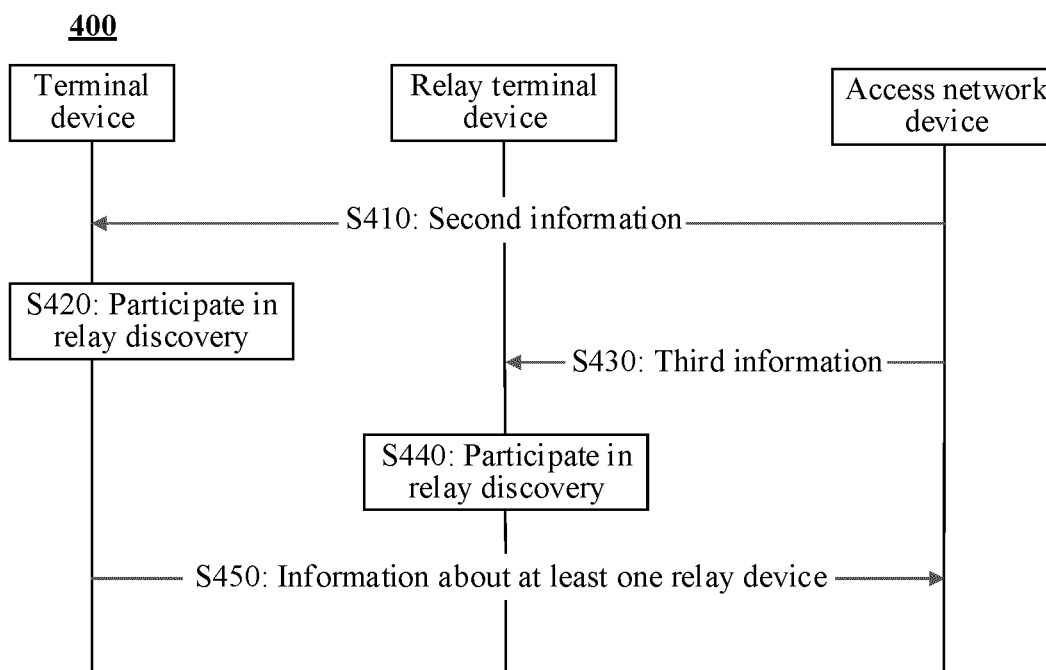 400
Terminal
device
Relay terminal
device
Access network
device
S410: Second information
S420: Participate in
relay discovery
S430: Third information
S440: Participate in
relay discovery
S450: Information about at least one relay device